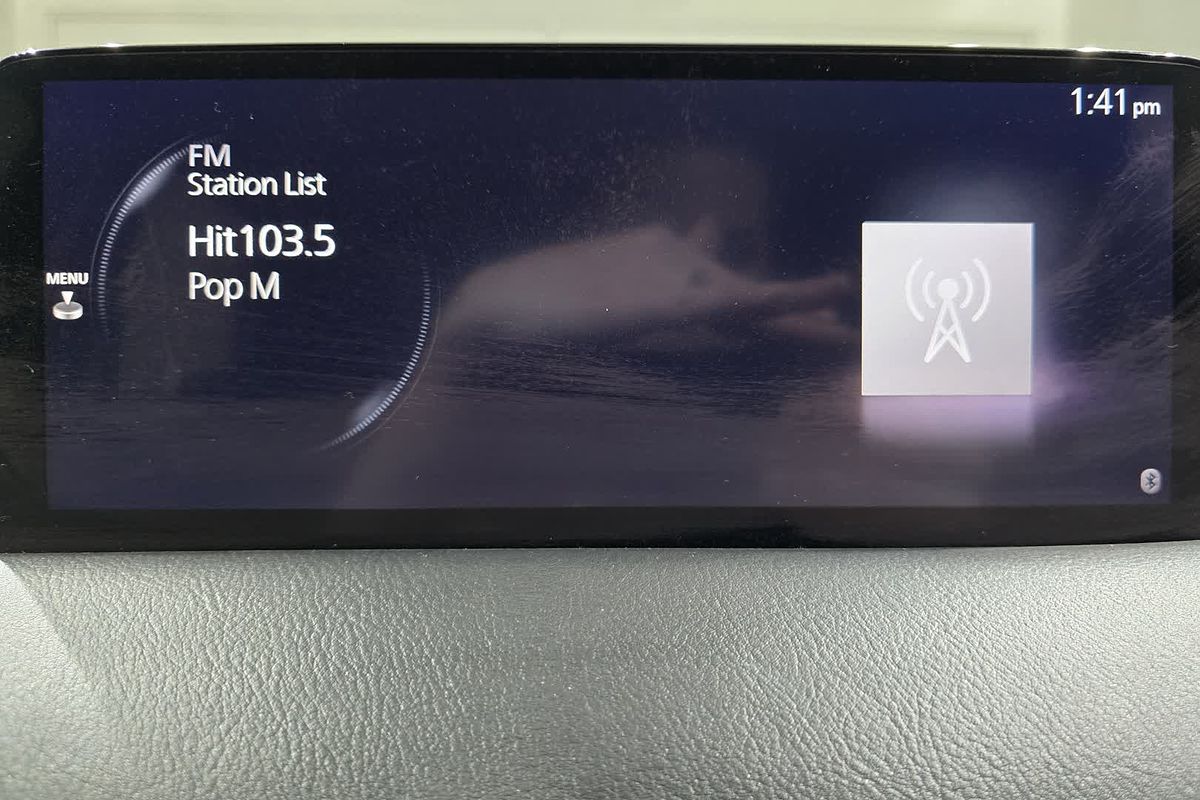 1:41 pm
FM
Station List
Hit103.5
Pop M
MENU